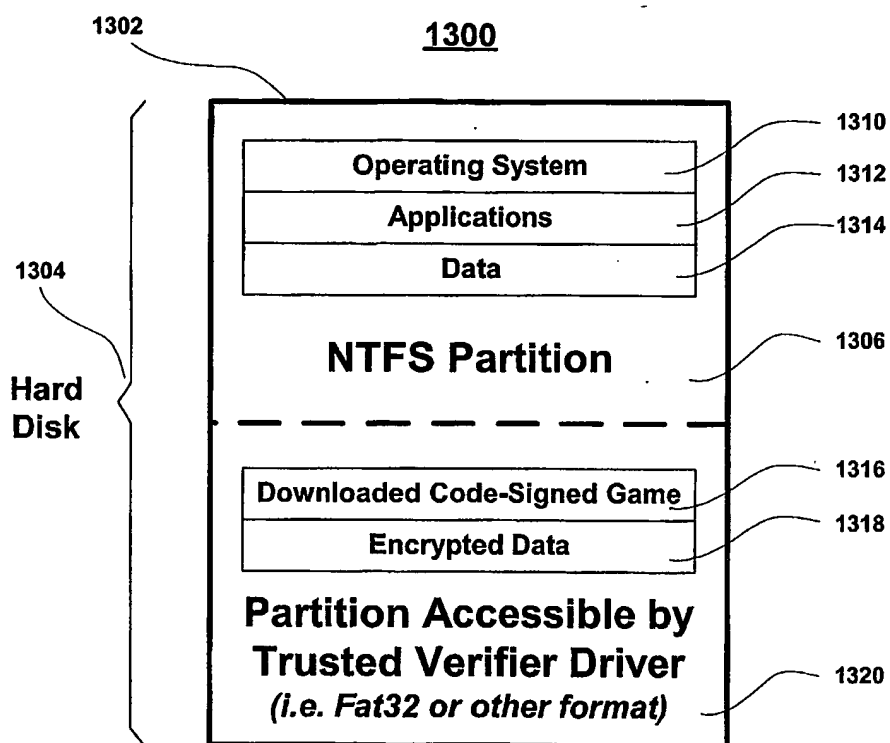 1300
1302
1304
Hard
Disk
Operating System
1310
Applications
1312
Data
1314
NTFS Partition
1306
Downloaded Code-Signed Game
1316
Encrypted Data
1318
Partition Accessible by
Trusted Verifier Driver
(i.e. Fat32 or other format)
1320